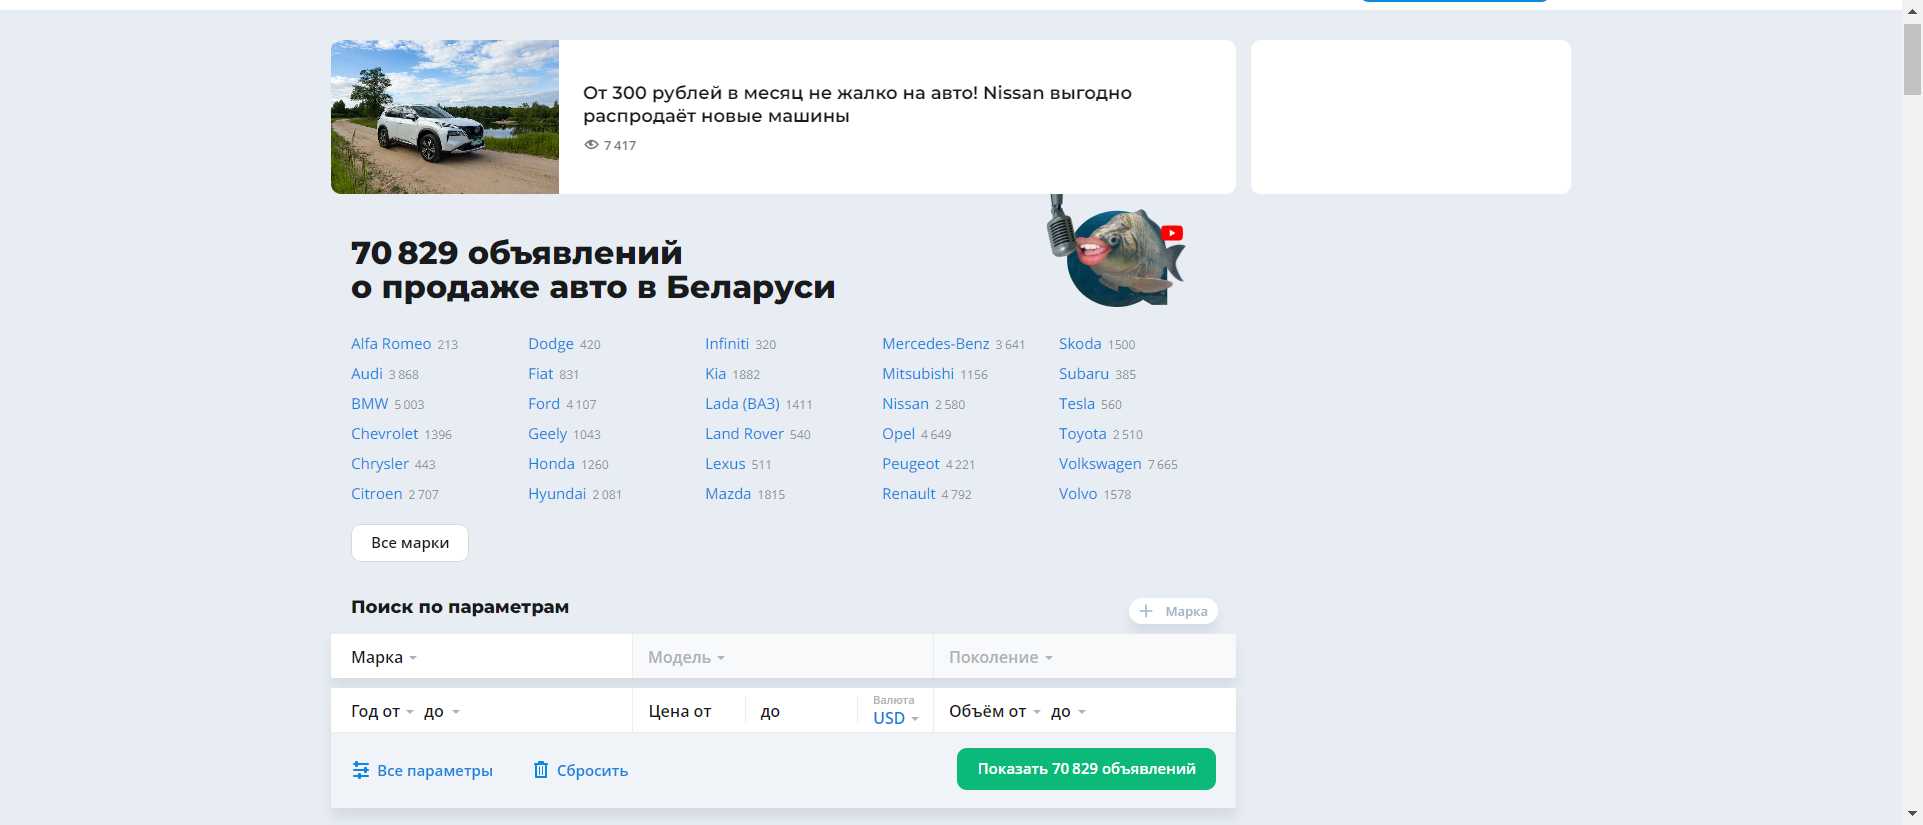 От 300 рублей в месяц не жалко на авто! Nissan выгодно
распродаёт новые машины
7 417
70 829 объявлений
о продаже авто в Беларуси
Alfa Romeo 213
Audi 3 868
BMW 5 003
Chevrolet 1396
Chrysler 443
Citroen 2 707
Dodge 420
Fiat 831
Ford 4 107
Geely 1043
Honda 1260
Hyundai 2 081
Infiniti 320
Kia 1882
Lada (ВАЗ) 1411
Land Rover 540
Lexus 511
Mazda 1815
Mercedes-Benz 3 641
Mitsubishi 1156
Nissan 2 580
Opel 4 649
Peugeot 4 221
Renault 4 792
Skoda 1500
Subaru 385
Tesla 560
Toyota 2 510
Volkswagen 7 665
Volvo 1578
Все марки
Поиск по параметрам
Марка
Марка
Модель
Поколение
Год от до
Цена от до
Валюта
USD
Объём от до
Все параметры
Сбросить
Показать 70 829 объявлений